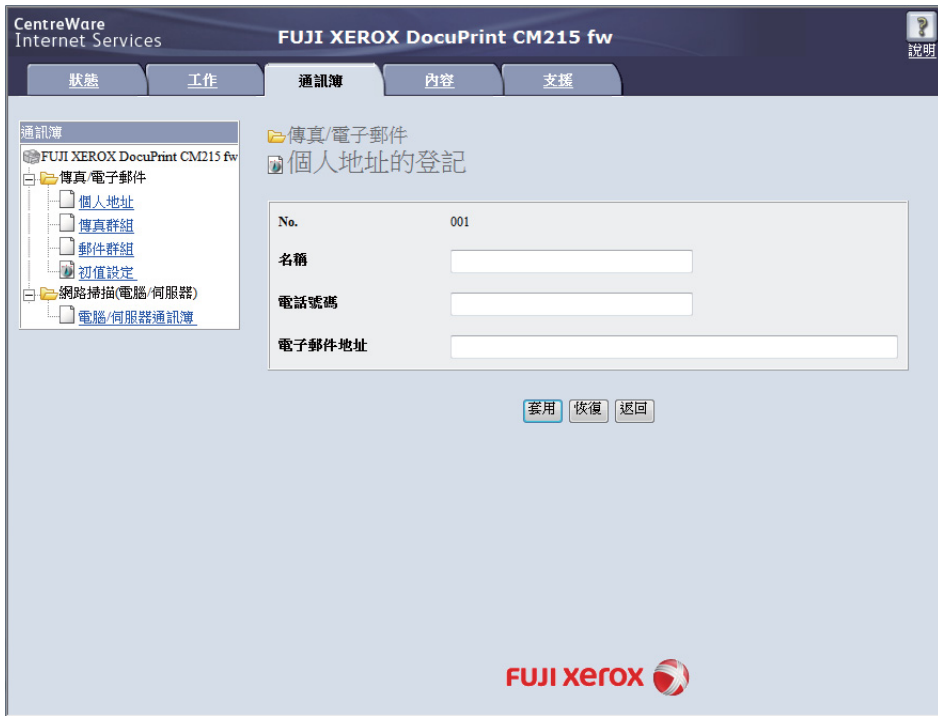 CentreWare
Internet Services
FUJI XEROX DocuPrint CM215 fw
?
說明
狀態
工作
通訊簿
內容
支援
通訊簿
FUJI XEROX DocuPrint CM215 fw
傳真/電子郵件
個人地址
傳真群組
郵件群組
初值設定
網路掃描(電腦/伺服器)
電腦/伺服器通訊簿
傳真/電子郵件
個人地址的登記
No. 001
名稱
電話號碼
電子郵件地址
套用 恢復 返回
FUJI xerox